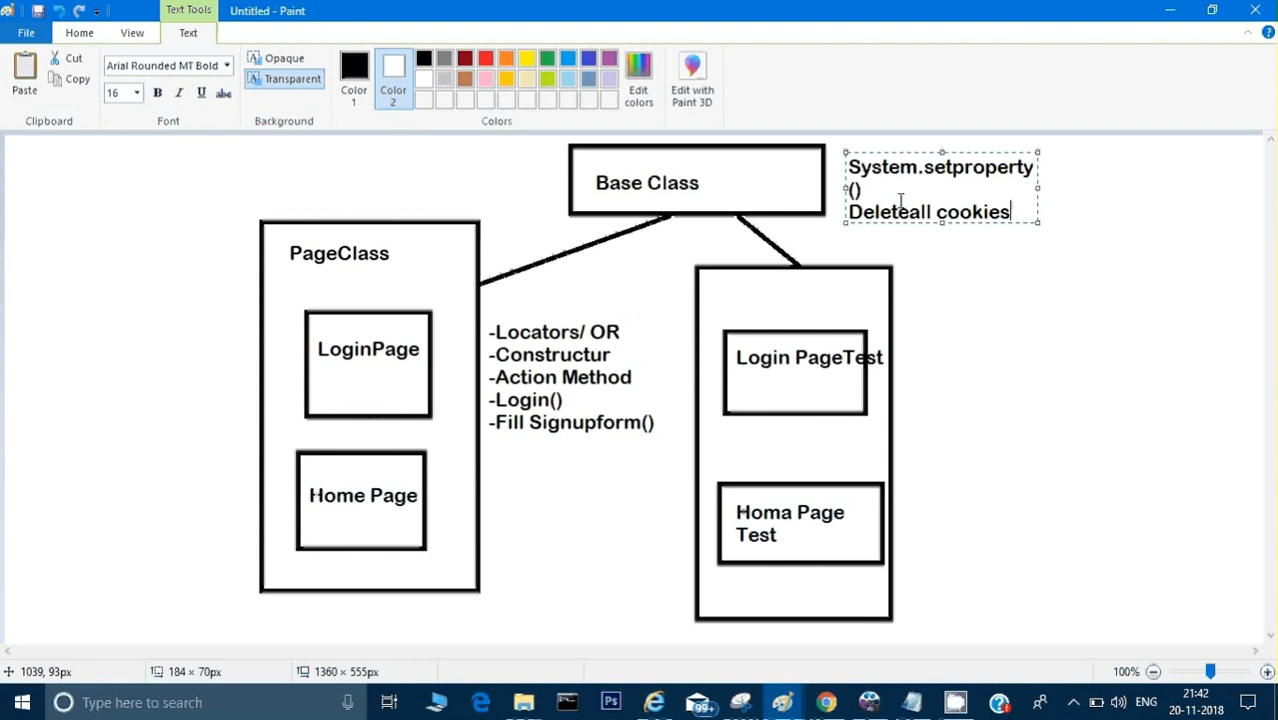 Text Tools
Untitled - Paint
File
Home
View
Text
Paste
Cut
Copy
Clipboard
Arial Rounded MT Bold
16
B
I
U
abc
Font
Opaque
Transparent
Background
Color
1
Color
2
Edit
colors
Colors
Edit with
Paint 3D
Base Class
System.setproperty
()
Deleteall cookies
PageClass
LoginPage
Home Page
-Locators/ OR
-Constructur
-Action Method
-Login()
-Fill Signupform()
Login PageTest
Homa Page
Test
1039, 93px
184 × 70px
1360 × 555px
100%
Type here to search
Ps
99+
ENG
21:42
20-11-2018